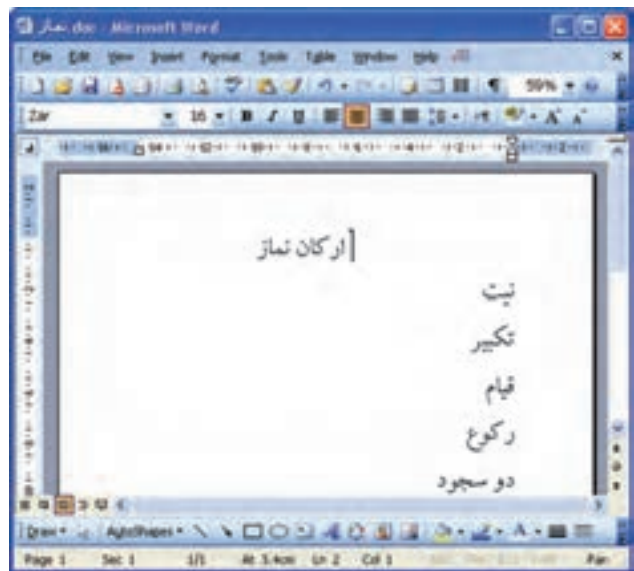 نماز.doc - Microsoft Word
File Edit View Insert Format Tools Table Window Help
59%
Zar 16 B I U
ارکان نماز
نیت
تکبیر
قیام
رکوع
دو سجود
Draw AutoShapes
Page 1 Sec 1 1/1 At 3.4cm Ln 2 Col 1